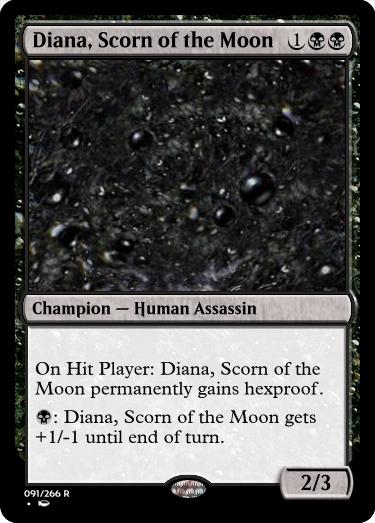 Diana, Scorn of the Moon 1
Champion — Human Assassin
On Hit Player: Diana, Scorn of the
Moon permanently gains hexproof.
: Diana, Scorn of the Moon gets
+1/-1 until end of turn.
2/3
091/266 R